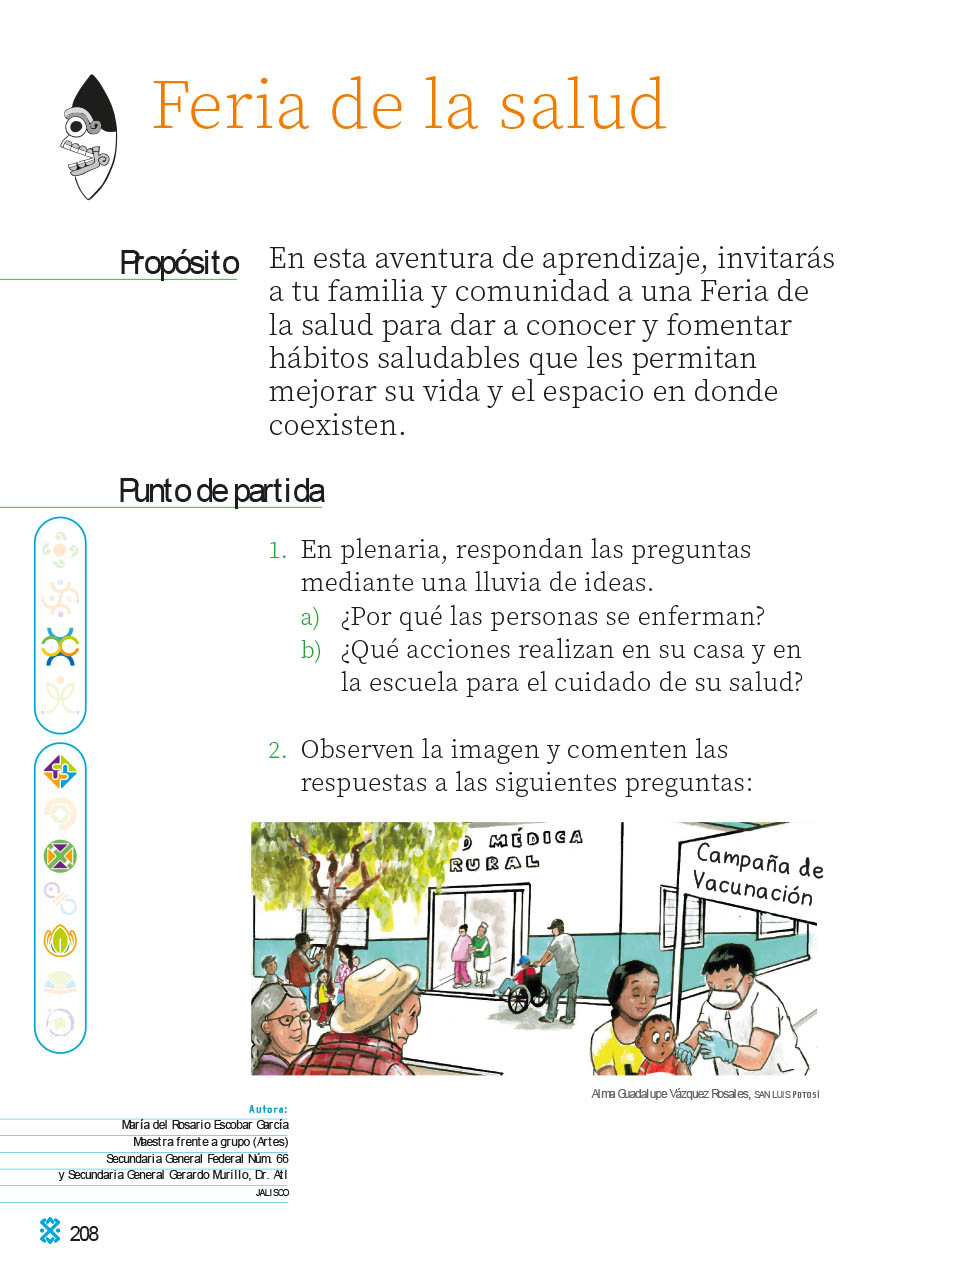 Feria de la salud
Propósito
En esta aventura de aprendizaje, invitarás
a tu familia y comunidad a una Feria de
la salud para dar a conocer y fomentar
hábitos saludables que les permitan
mejorar su vida y el espacio en donde
coexisten.
Punto de partida
1. En plenaria, respondan las preguntas
mediante una lluvia de ideas.
a) ¿Por qué las personas se enferman?
b) ¿Qué acciones realizan en su casa y en
la escuela para el cuidado de su salud?
2. Observen la imagen y comenten las
respuestas a las siguientes preguntas:
D MÉDICA
RURAL
Campaña de
Vacunación
Alma Guadalupe Vázquez Rosales, SAN LUIS POTOSÍ
Autora:
María del Rosario Escobar García
Maestra frente a grupo (Artes)
Secundaria General Federal Núm. 66
y Secundaria General Gerardo Murillo, Dr. Atl
JALISCO
208